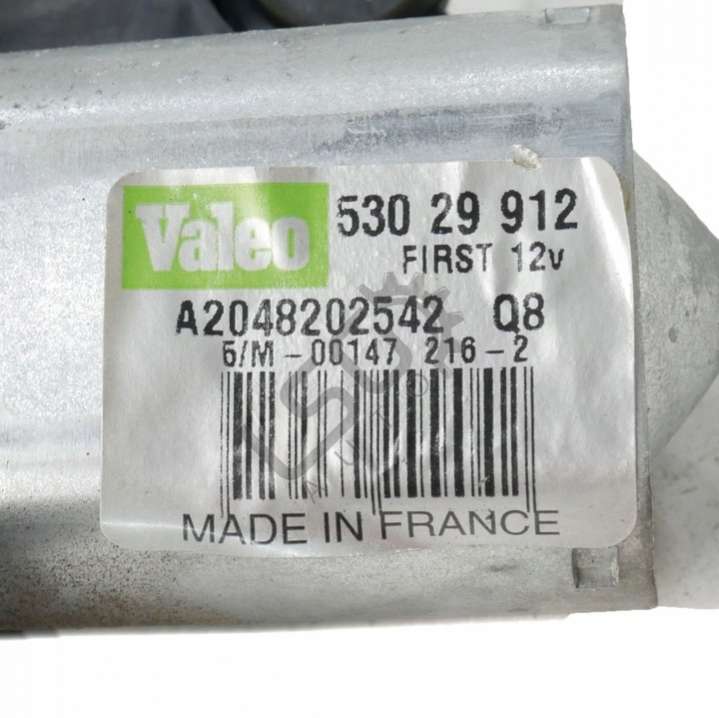 Valeo
530 29 912
FIRST 12v
A2048202542 Q8
6/M-00147 216-2
MADE IN FRANCE